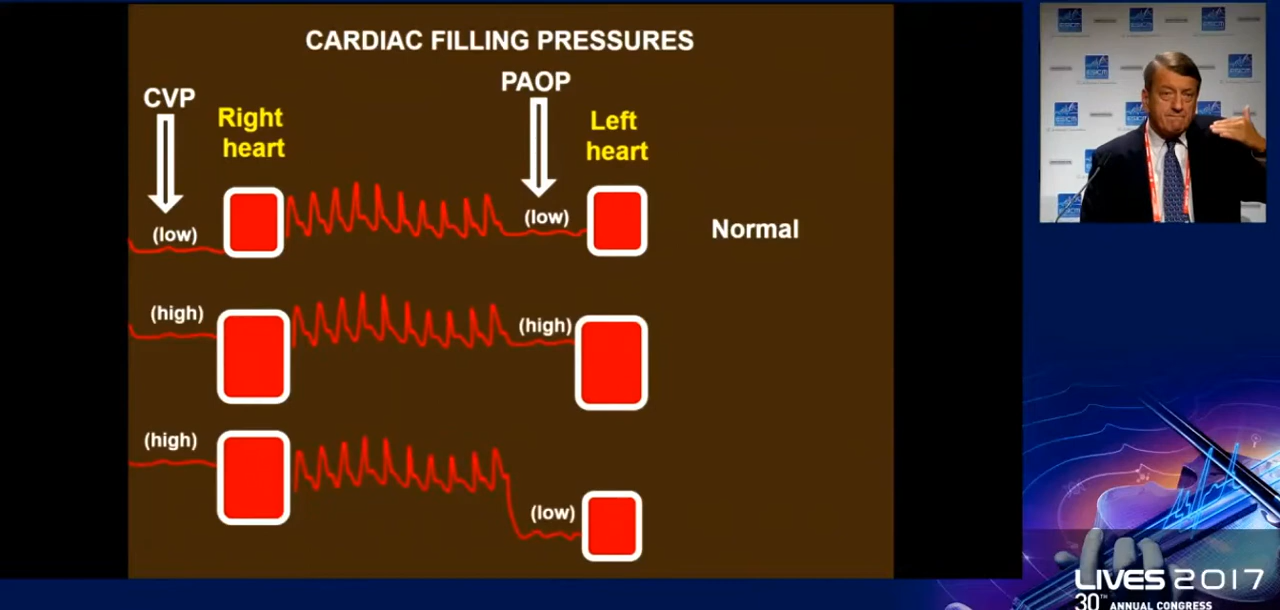 CARDIAC FILLING PRESSURES
PAOP
CVP
Right
heart
Left
heart
(low)
(low)
Normal
(high)
(high)
(high)
(low)
LIVES 2017
30TH ANNUAL CONGRESS